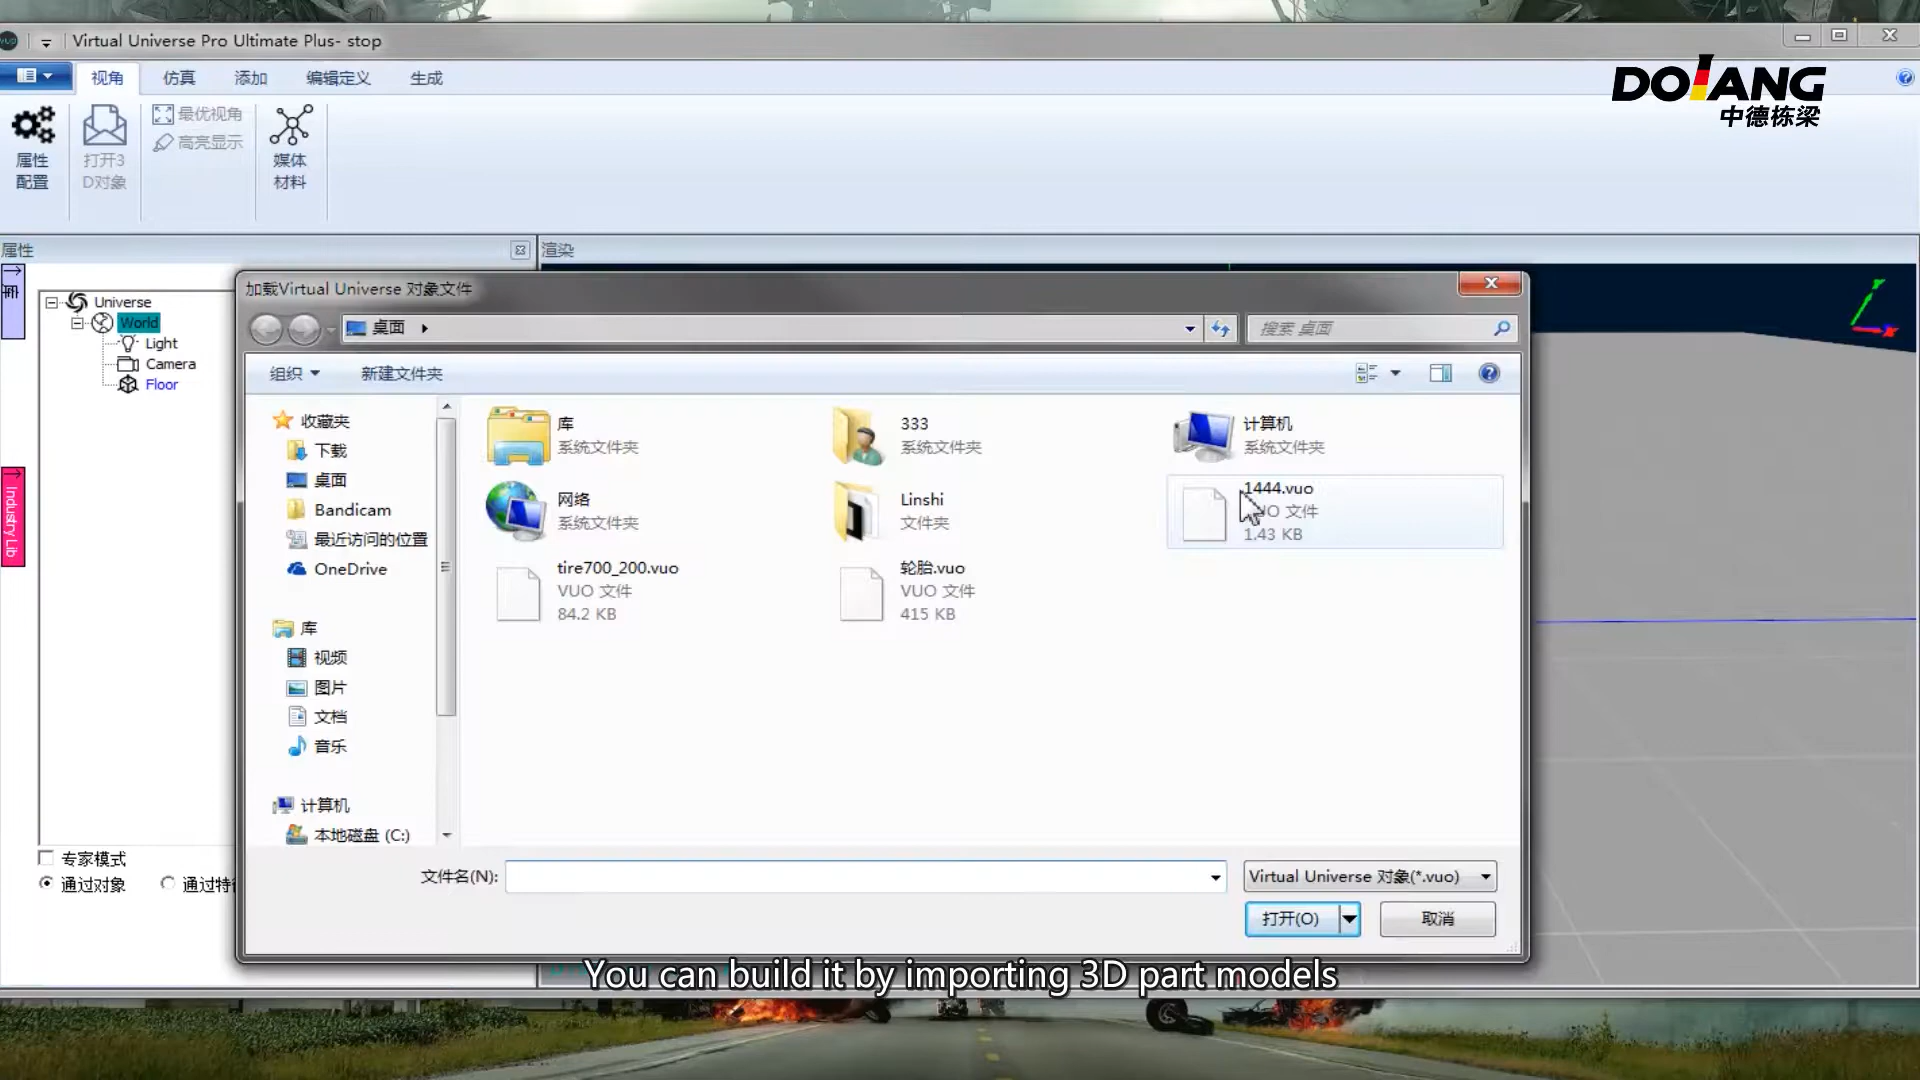 Virtual Universe Pro Ultimate Plus- stop
视角
仿真
添加
编辑定义
生成
DOLANG
中德栋梁
属性
配置
打开3
D对象
最优视角
高亮显示
媒体
材料
属性
渲染
Industry Lib
Universe
World
Light
Camera
Floor
专家模式
通过对象
通过特
加载Virtual Universe 对象文件
桌面
搜索 桌面
组织
新建文件夹
收藏夹
下载
桌面
Bandicam
最近访问的位置
OneDrive
库
视频
图片
文档
音乐
计算机
本地磁盘 (C:)
库
系统文件夹
333
系统文件夹
计算机
系统文件夹
网络
系统文件夹
Linshi
文件夹
1444.vuo
文件
1.43 KB
tire700_200.vuo
VUO 文件
84.2 KB
轮胎.vuo
VUO 文件
415 KB
文件名(N):
Virtual Universe 对象(*.vuo)
打开(O)
取消
You can build it by importing 3D part models